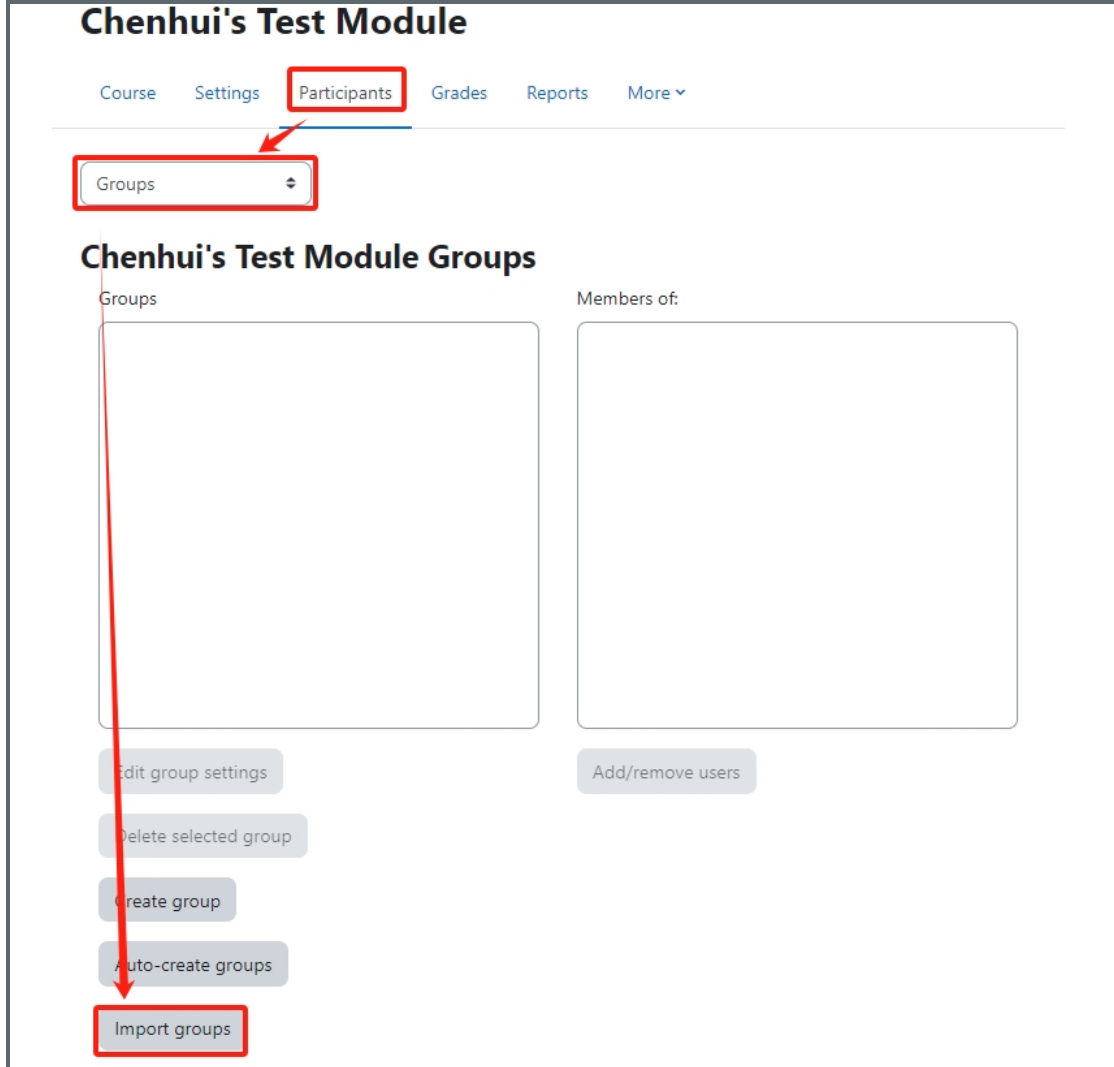 Chenhui's Test Module
Course Settings Participants Grades Reports More
Groups
Chenhui's Test Module Groups
Groups Members of:
Edit group settings Add/remove users
Delete selected group
Create group
Auto-create groups
Import groups